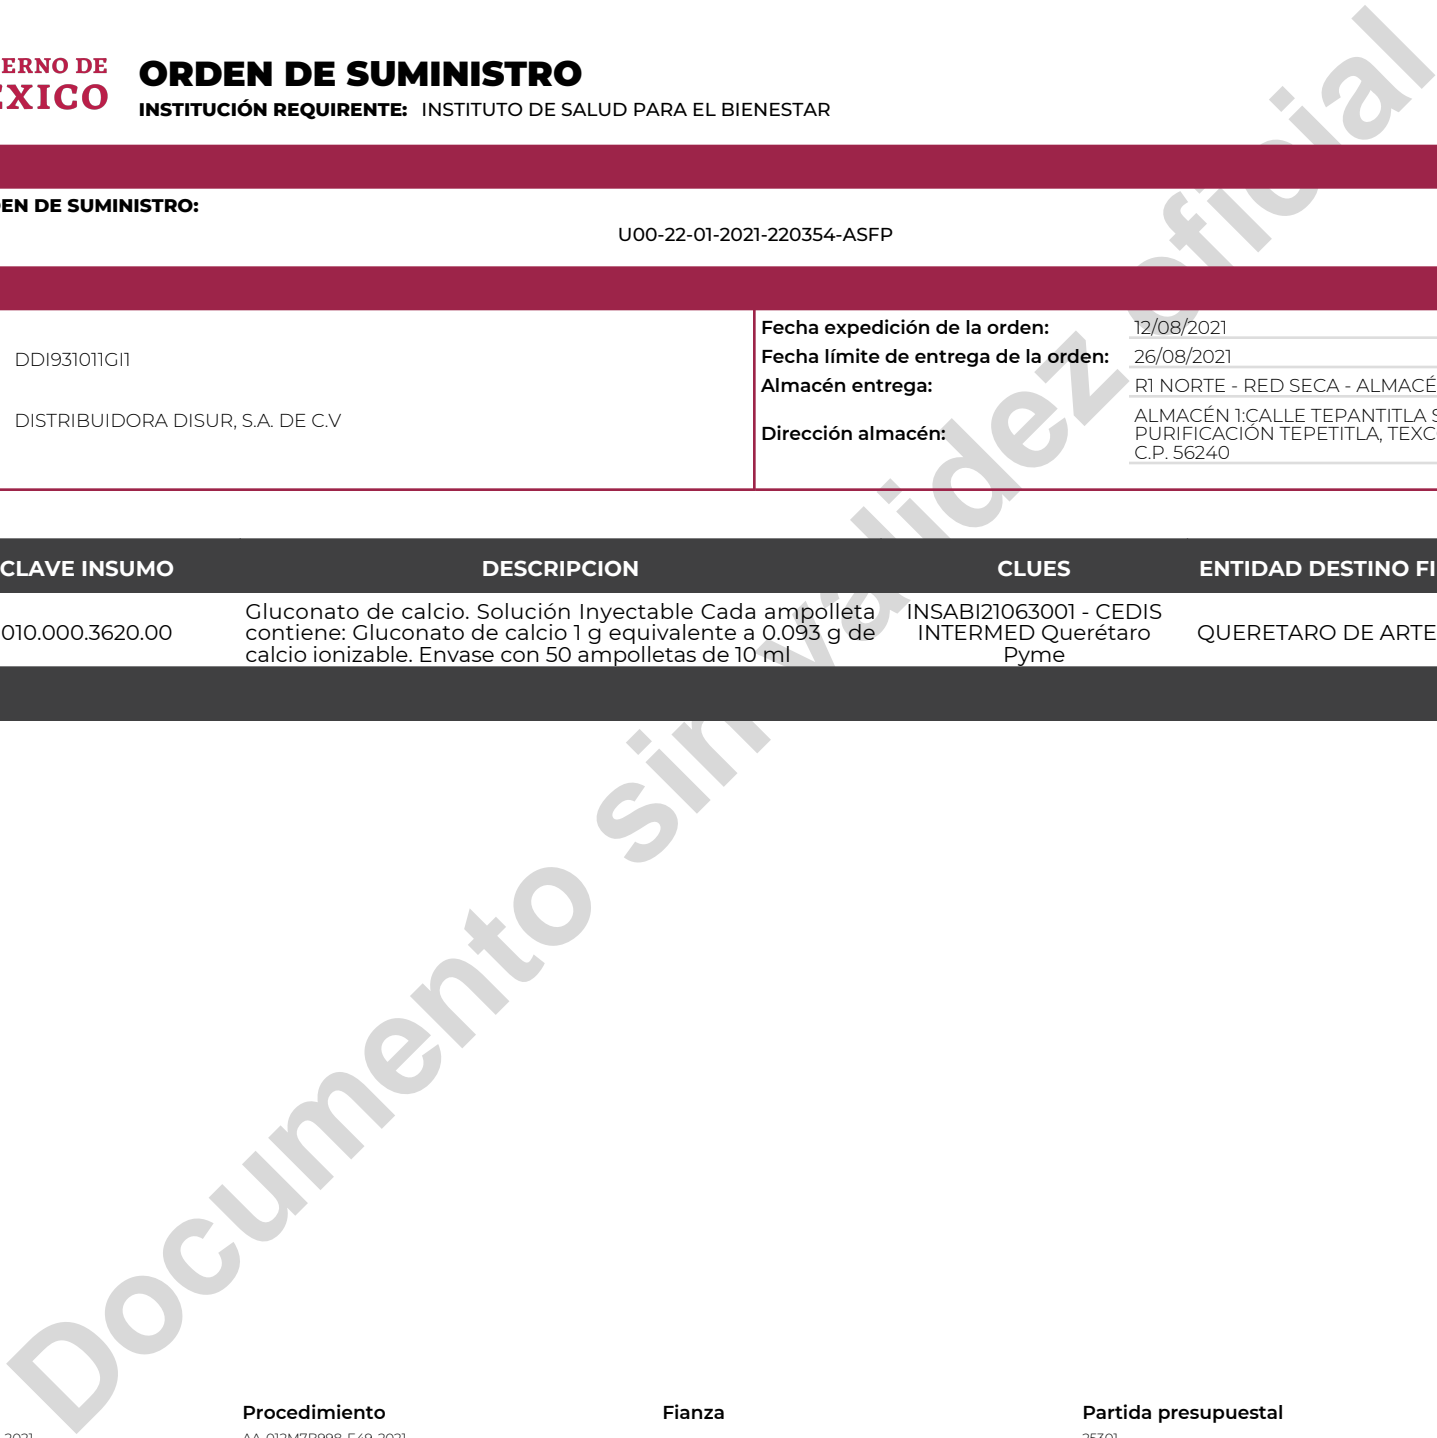 ERNO DE
ORDEN DE SUMINISTRO
EXICO
INSTITUCIÓN REQUIRENTE: INSTITUTO DE SALUD PARA EL BIENESTAR
EN DE SUMINISTRO:
U00-22-01-2021-220354-ASFP
Fecha expedición de la orden: 12/08/2021
DDI931011GI1
Fecha límite de entrega de la orden: 26/08/2021
Almacén entrega: R1 NORTE - RED SECA - ALMACÉ
DISTRIBUIDORA DISUR, S.A. DE C.V
Dirección almacén:
ALMACÉN 1:CALLE TEPANTITLA S
PURIFICACIÓN TEPETITLA, TEXC
C.P. 56240
CLAVE INSUMO DESCRIPCION CLUES ENTIDAD DESTINO FI
010.000.3620.00
Gluconato de calcio. Solución Inyectable Cada ampolleta
contiene: Gluconato de calcio 1 g equivalente a 0.093 g de
calcio ionizable. Envase con 50 ampolletas de 10 ml
INSABI21063001 - CEDIS
INTERMED Querétaro
Pyme
QUERETARO DE ARTE
Documento sin validez oficial
Procedimiento Fianza Partida presupuestal